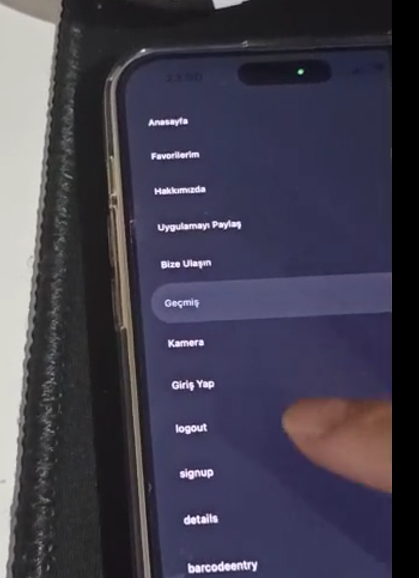 Anasayfa
Favorilerim
Hakkımızda
Uygulamayı Paylaş
Bize Ulaşın
Geçmiş
Kamera
Giriş Yap
logout
signup
details
barcodeentry